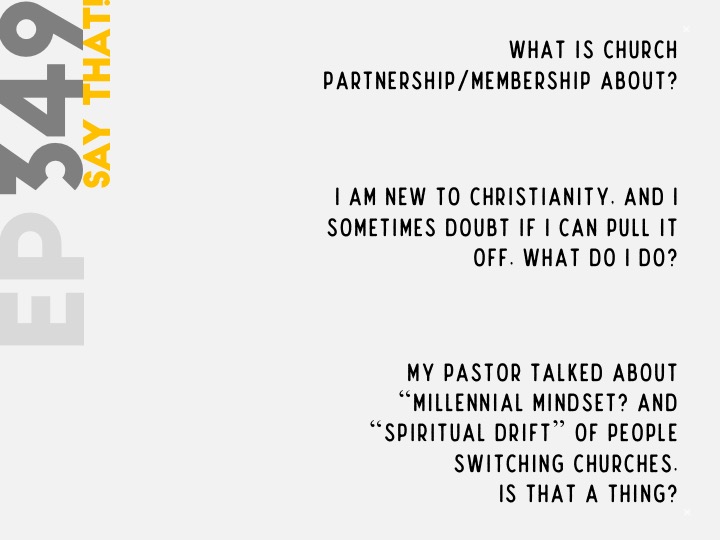 EP 349
SAY THAT!
WHAT IS CHURCH
PARTNERSHIP/MEMBERSHIP ABOUT?
I AM NEW TO CHRISTIANITY, AND I
SOMETIMES DOUBT IF I CAN PULL IT
OFF. WHAT DO I DO?
MY PASTOR TALKED ABOUT
“MILLENNIAL MINDSET? AND
“SPIRITUAL DRIFT” OF PEOPLE
SWITCHING CHURCHES.
IS THAT A THING?